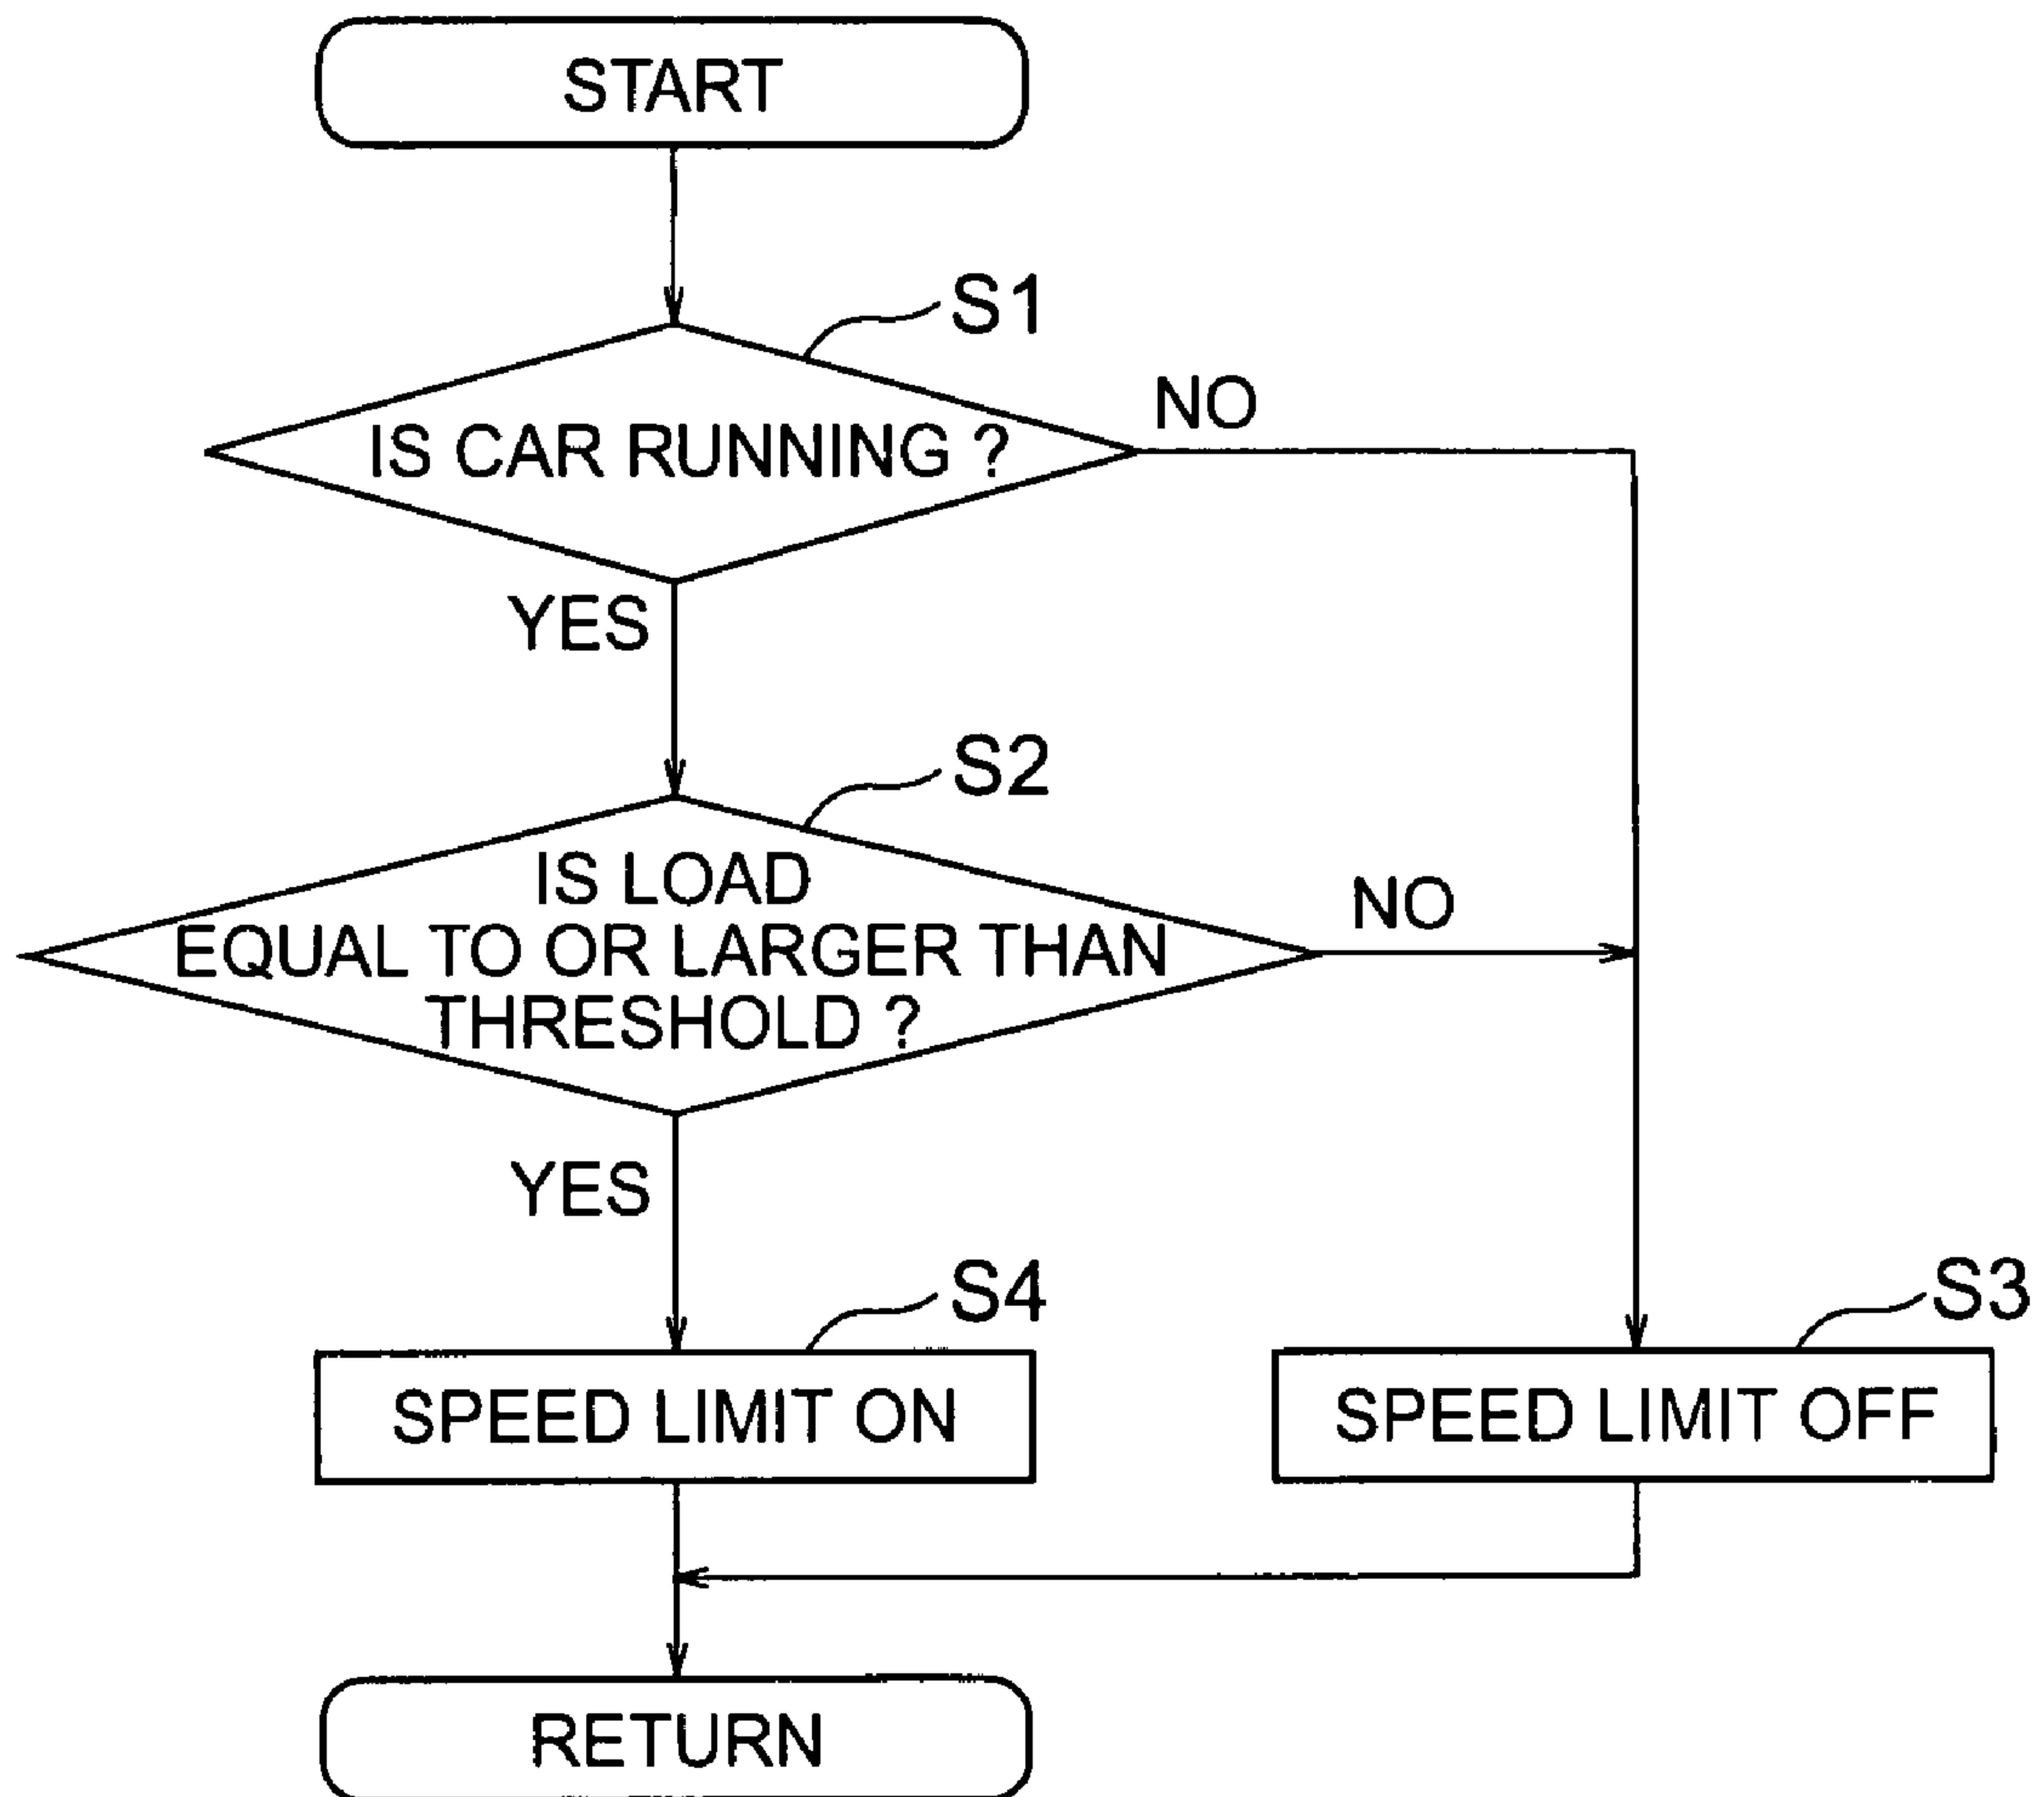 START
S1
IS CAR RUNNING ?
NO
YES
S2
IS LOAD
EQUAL TO OR LARGER THAN
THRESHOLD ?
NO
YES
S4
SPEED LIMIT ON
S3
SPEED LIMIT OFF
RETURN